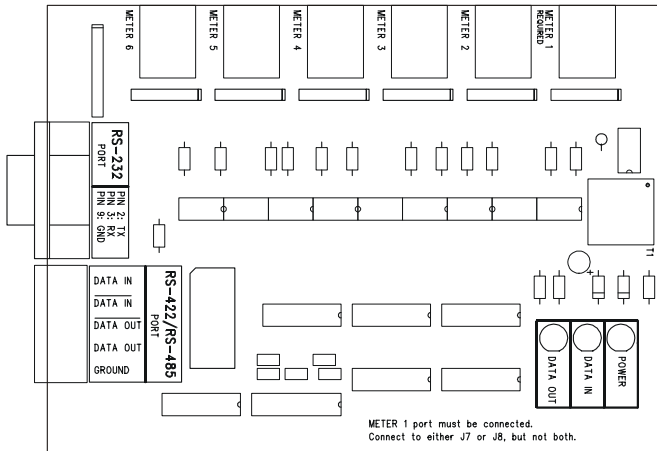 METER 6
METER 5
METER 4
METER 3
METER 2
METER 1
REQUIRED
RS-232
PORT
PIN 2: TX
PIN 3: RX
PIN 9: GND
T1
+
RS-422/RS-485
PORT
DATA IN
DATA IN
DATA OUT
DATA OUT
GROUND
DATA OUT
DATA IN
POWER
METER 1 port must be connected.
Connect to either J7 or J8, but not both.